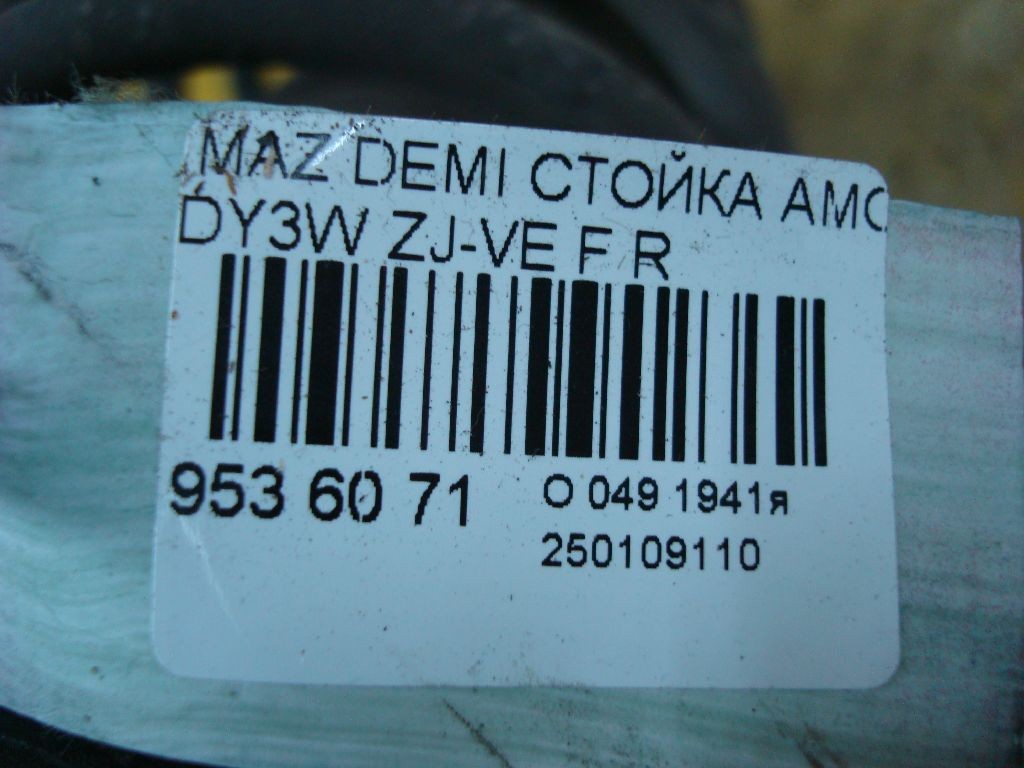 MAZ DEMI СТОЙКА АМО
DY3W ZJ-VE F R
953 60 71
О 049 1941я
250109110